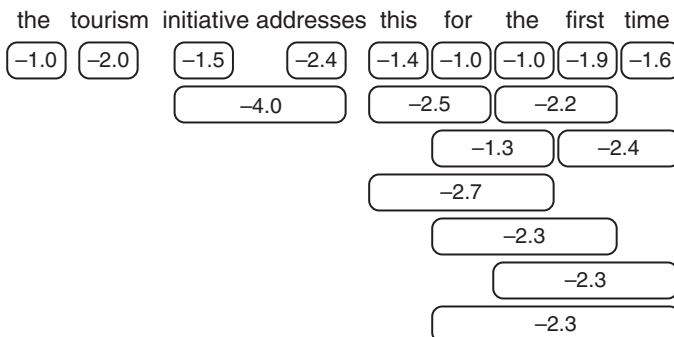 the tourism initiative addresses this for the first time
–1.0 –2.0 –1.5 –2.4 –1.4 –1.0 –1.0 –1.9 –1.6
–4.0 –2.5 –2.2
–1.3 –2.4
–2.7
–2.3
–2.3
–2.3